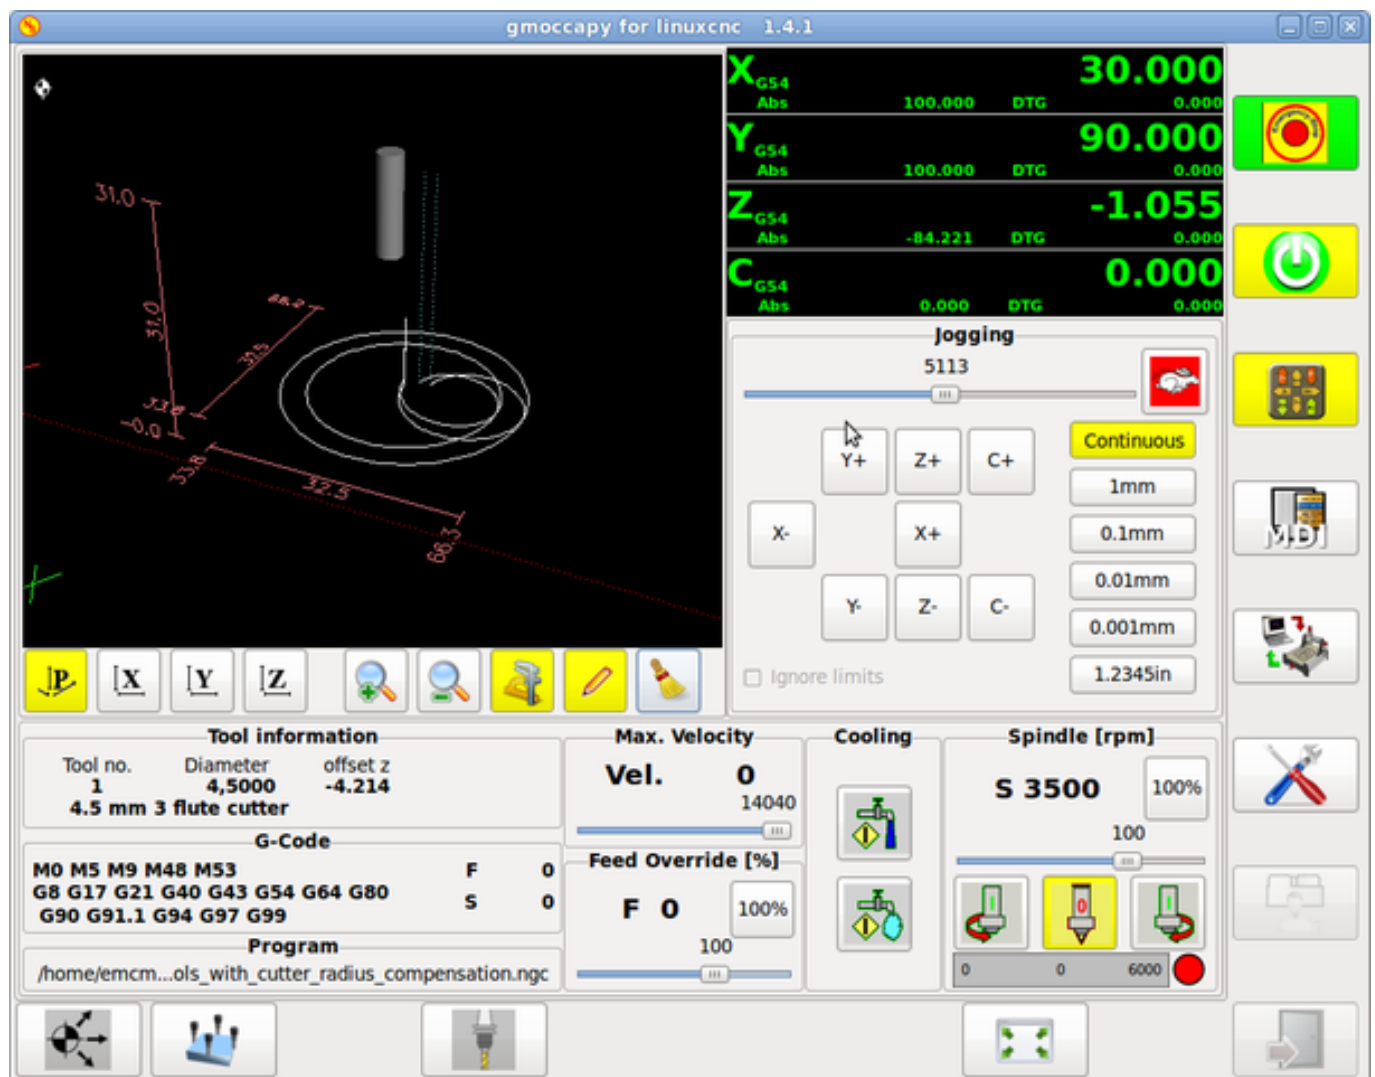 gmoccapy for linuxcnc 1.4.1
31.0
31.0
33.8
-0.0
33.8
32.5
66.3
X G54 30.000
Abs 100.000 DTG 0.000
Y G54 90.000
Abs 100.000 DTG 0.000
Z G54 -1.055
Abs -84.221 DTG 0.000
C G54 0.000
Abs 0.000 DTG 0.000
Jogging
5113
Y+ Z+ C+
X- X+
Y- Z- C-
Continuous
1mm
0.1mm
0.01mm
0.001mm
1.2345in
Ignore limits
MDI
P X Y Z
Tool information
Tool no. Diameter offset z
1 4,5000 -4.214
4.5 mm 3 flute cutter
G-Code
M0 M5 M9 M48 M53 F 0
G8 G17 G21 G40 G43 G54 G64 G80 S 0
G90 G91.1 G94 G97 G99
Program
/home/emcm...ols_with_cutter_radius_compensation.ngc
Max. Velocity
Vel. 0
14040
Feed Override [%]
F 0 100%
100
Cooling
Spindle [rpm]
S 3500 100%
100
0 0 6000